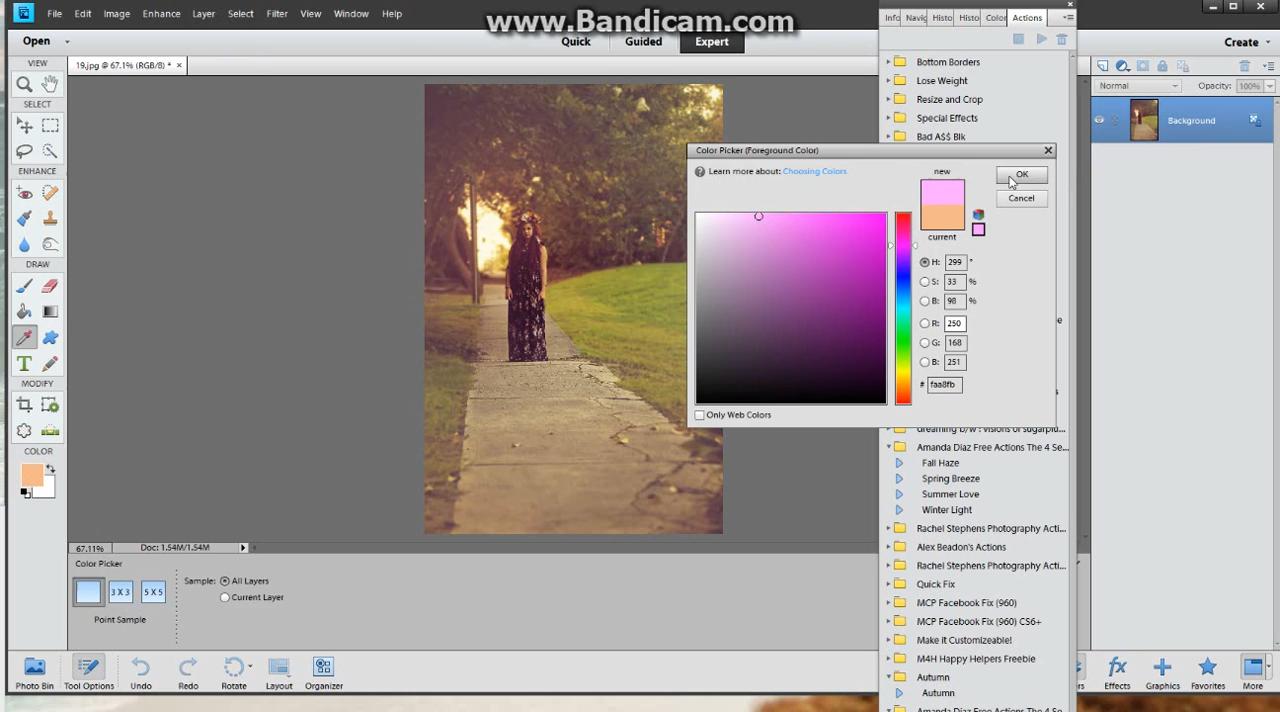 File Edit Image Enhance Layer Select Filter View Window Help
www.Bandicam.com
Open
Quick Guided Expert
Create
Info Navig Histo Histo Color Actions
VIEW
19.jpg @ 67.1% (RGB/8) * ×
SELECT
ENHANCE
DRAW
MODIFY
COLOR
Normal Opacity: 100%
Background
Bottom Borders
Lose Weight
Resize and Crop
Special Effects
Bad A$$ Blk
Color Picker (Foreground Color)
Learn more about: Choosing Colors
new
current
OK
Cancel
H: 299 °
S: 33 %
B: 98 %
R: 250
G: 168
B: 251
# faa8fb
Only Web Colors
dreaming b/w : visions of sugarplu...
Amanda Diaz Free Actions The 4 Se...
Fall Haze
Spring Breeze
Summer Love
Winter Light
Rachel Stephens Photography Acti...
Alex Beadon's Actions
Rachel Stephens Photography Acti...
Quick Fix
MCP Facebook Fix (960)
MCP Facebook Fix (960) CS6+
Make it Customizeable!
M4H Happy Helpers Freebie
Autumn
Autumn
67.11% Doc: 1.54M/1.54M
Color Picker
3 X 3 5 X 5
Point Sample
Sample: All Layers
Current Layer
Photo Bin Tool Options Undo Redo Rotate Layout Organizer
Effects Graphics Favorites More